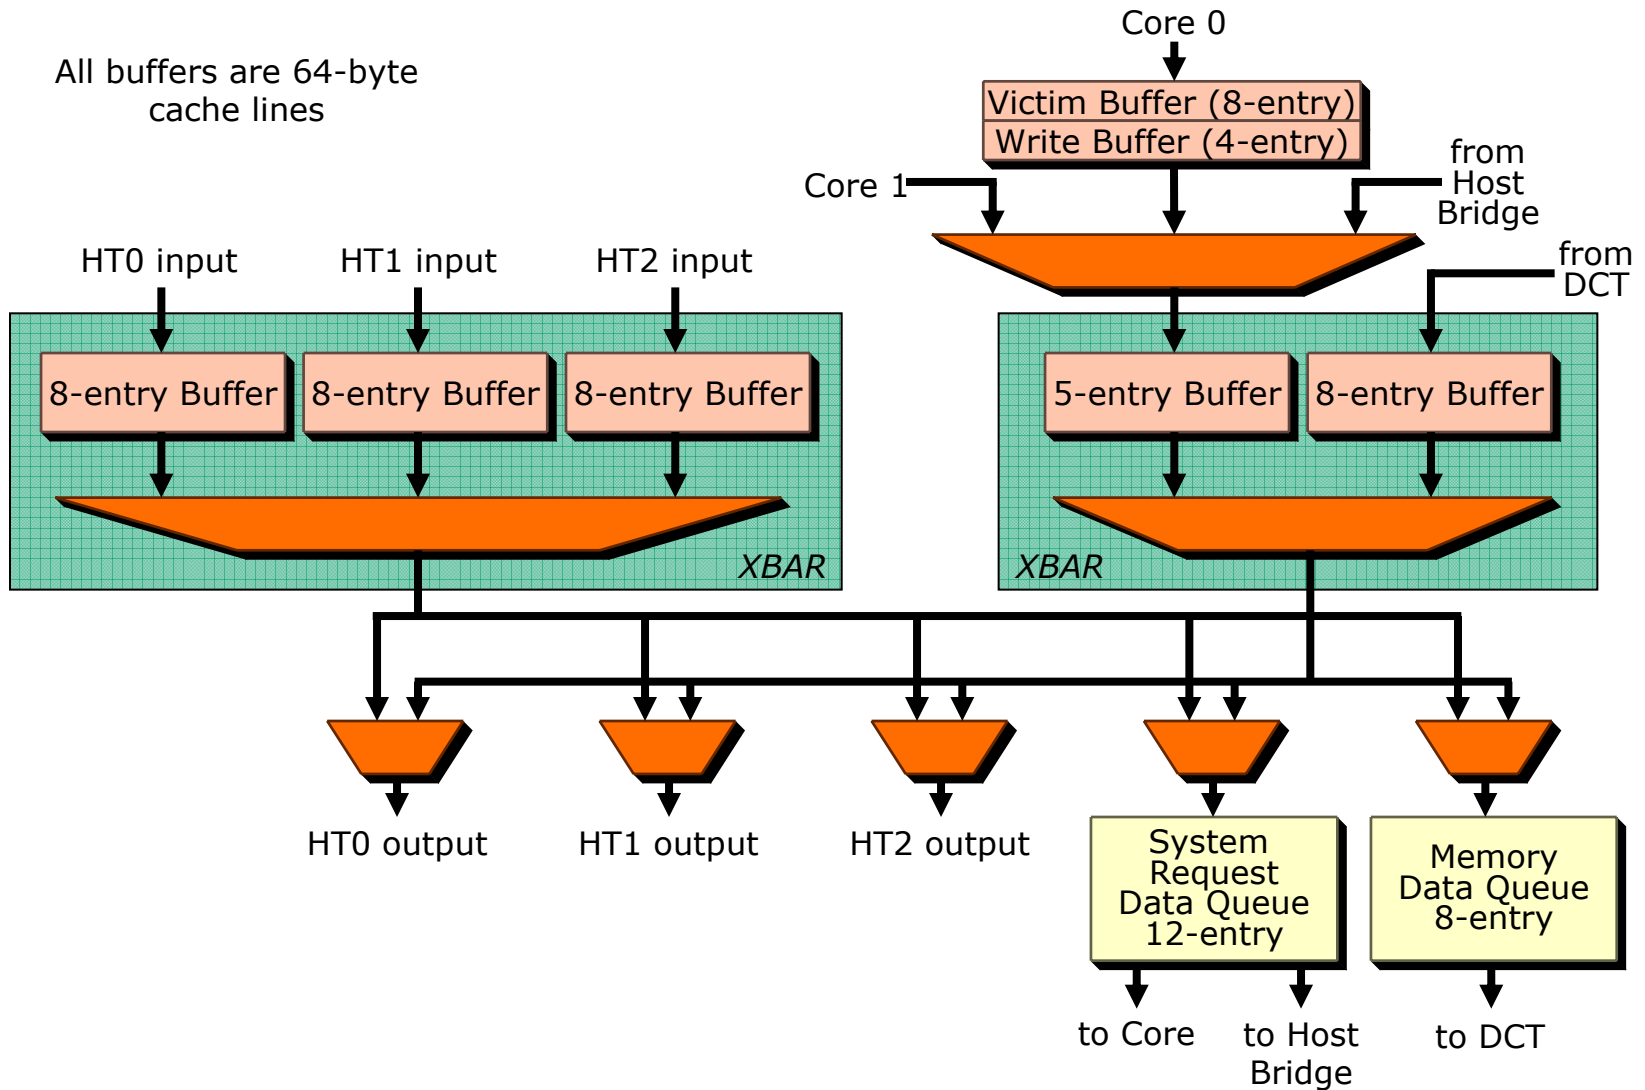 Core 0
All buffers are 64-byte
cache lines
Victim Buffer (8-entry)
Write Buffer (4-entry)
Core 1
from
Host
Bridge
HT0 input
HT1 input
HT2 input
from
DCT
8-entry Buffer
8-entry Buffer
8-entry Buffer
5-entry Buffer
8-entry Buffer
XBAR
XBAR
HT0 output
HT1 output
HT2 output
System
Request
Data Queue
12-entry
Memory
Data Queue
8-entry
to Core
to Host
Bridge
to DCT